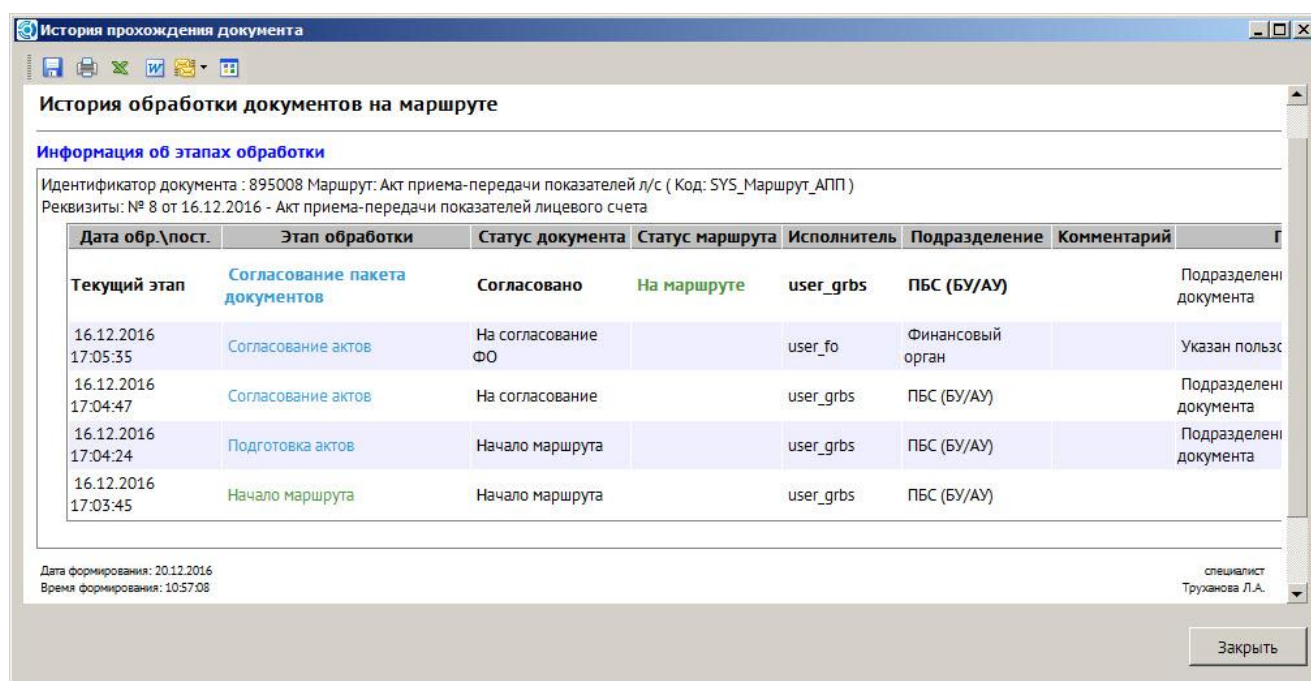 История прохождения документа
История обработки документов на маршруте
Информация об этапах обработки
Идентификатор документа : 895008 Маршрут: Акт приема-передачи показателей л/с ( Код: SYS_Маршрут_АПП )
Реквизиты: № 8 от 16.12.2016 - Акт приема-передачи показателей лицевого счета
Дата обр.\пост. Этап обработки Статус документа Статус маршрута Исполнитель Подразделение Комментарий
Текущий этап Согласование пакета документов Согласовано На маршруте user_grbs ПБС (БУ/АУ) документа
16.12.2016 17:05:35 Согласование актов На согласование ФО user_fo Финансовый орган Указан
16.12.2016 17:04:47 Согласование актов На согласование user_grbs ПБС (БУ/АУ) документа
16.12.2016 17:04:24 Подготовка актов Начало маршрута user_grbs ПБС (БУ/АУ) документа
16.12.2016 17:03:45 Начало маршрута Начало маршрута user_grbs ПБС (БУ/АУ)
Дата формирования: 20.12.2016 специалист
Время формирования: 10:57:08 Труханова Л.А.
Закрыть